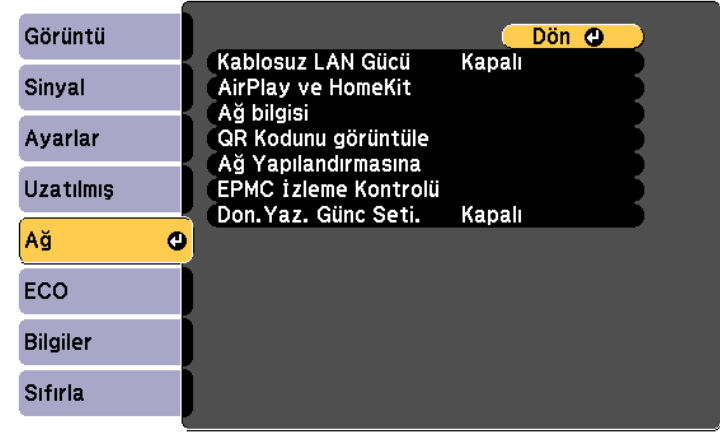 Görüntü
Sinyal
Ayarlar
Uzatılmış
Ağ
ECO
Bilgiler
Sıfırla
Dön
Kablosuz LAN Gücü Kapalı
AirPlay ve HomeKit
Ağ bilgisi
QR Kodunu görüntüle
Ağ Yapılandırmasına
EPMC İzleme Kontrolü
Don.Yaz. Günc Seti. Kapalı